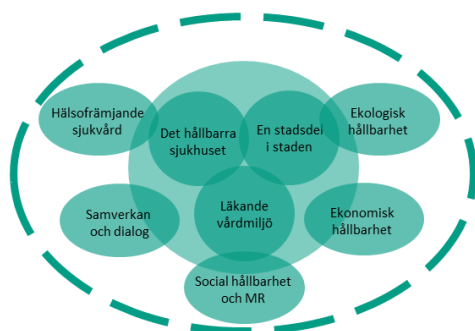 Hälsofrämjande
sjukvård
Det hållbarra
sjukhuset
En stadsdel
i staden
Ekologisk
hållbarhet
Samverkan
och dialog
Läkande
vårdmiljö
Ekonomisk
hållbarhet
Social hållbarhet
och MR